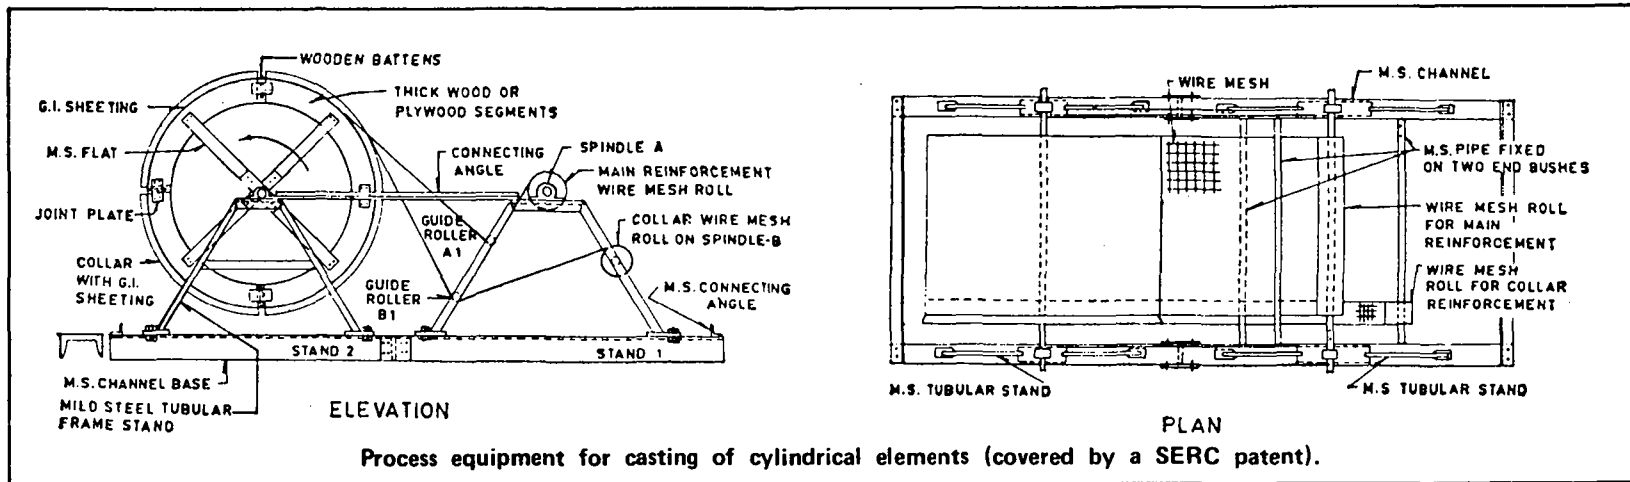 WOODEN BATTENS
G.I. SHEETING
THICK WOOD OR
PLYWOOD SEGMENTS
M.S. FLAT
CONNECTING
ANGLE
SPINDLE A
MAIN REINFORCEMENT
WIRE MESH ROLL
JOINT PLATE
GUIDE
ROLLER
A1
COLLAR WIRE MESH
ROLL ON SPINDLE-B
COLLAR
WITH G.I.
SHEETING
GUIDE
ROLLER
B1
M.S. CONNECTING
ANGLE
STAND 2
STAND 1
M.S. CHANNEL BASE
MILD STEEL TUBULAR
FRAME STAND
ELEVATION
WIRE MESH
M.S. CHANNEL
M.S. PIPE FIXED
ON TWO END BUSHES
WIRE MESH ROLL
FOR MAIN
REINFORCEMENT
WIRE MESH
ROLL FOR COLLAR
REINFORCEMENT
M.S. TUBULAR STAND
M.S TUBULAR STAND
PLAN
Process equipment for casting of cylindrical elements (covered by a SERC patent).